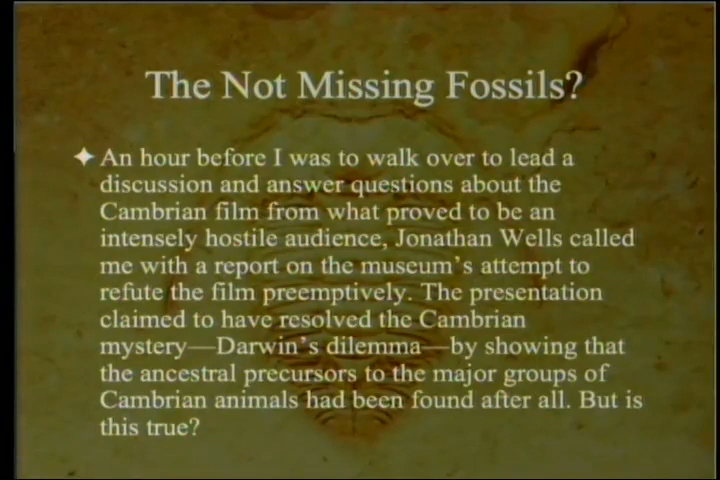 The Not Missing Fossils?
An hour before I was to walk over to lead a
discussion and answer questions about the
Cambrian film from what proved to be an
intensely hostile audience, Jonathan Wells called
me with a report on the museum's attempt to
refute the film preemptively. The presentation
claimed to have resolved the Cambrian
mystery—Darwin's dilemma—by showing that
the ancestral precursors to the major groups of
Cambrian animals had been found after all. But is
this true?